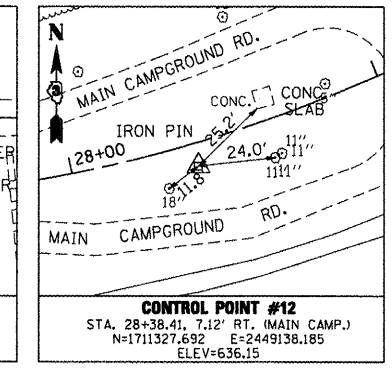 N
MAIN CAMPGROUND RD.
CONC.
CONC.
SLAB
IRON PIN
25.2'
28+00
24.0'
11"
11"
11.8'
18"
MAIN CAMPGROUND RD.
CONTROL POINT #12
STA. 28+38.41, 7.12' RT. (MAIN CAMP.)
N=1711327.692 E=2449138.185
ELEV=636.15